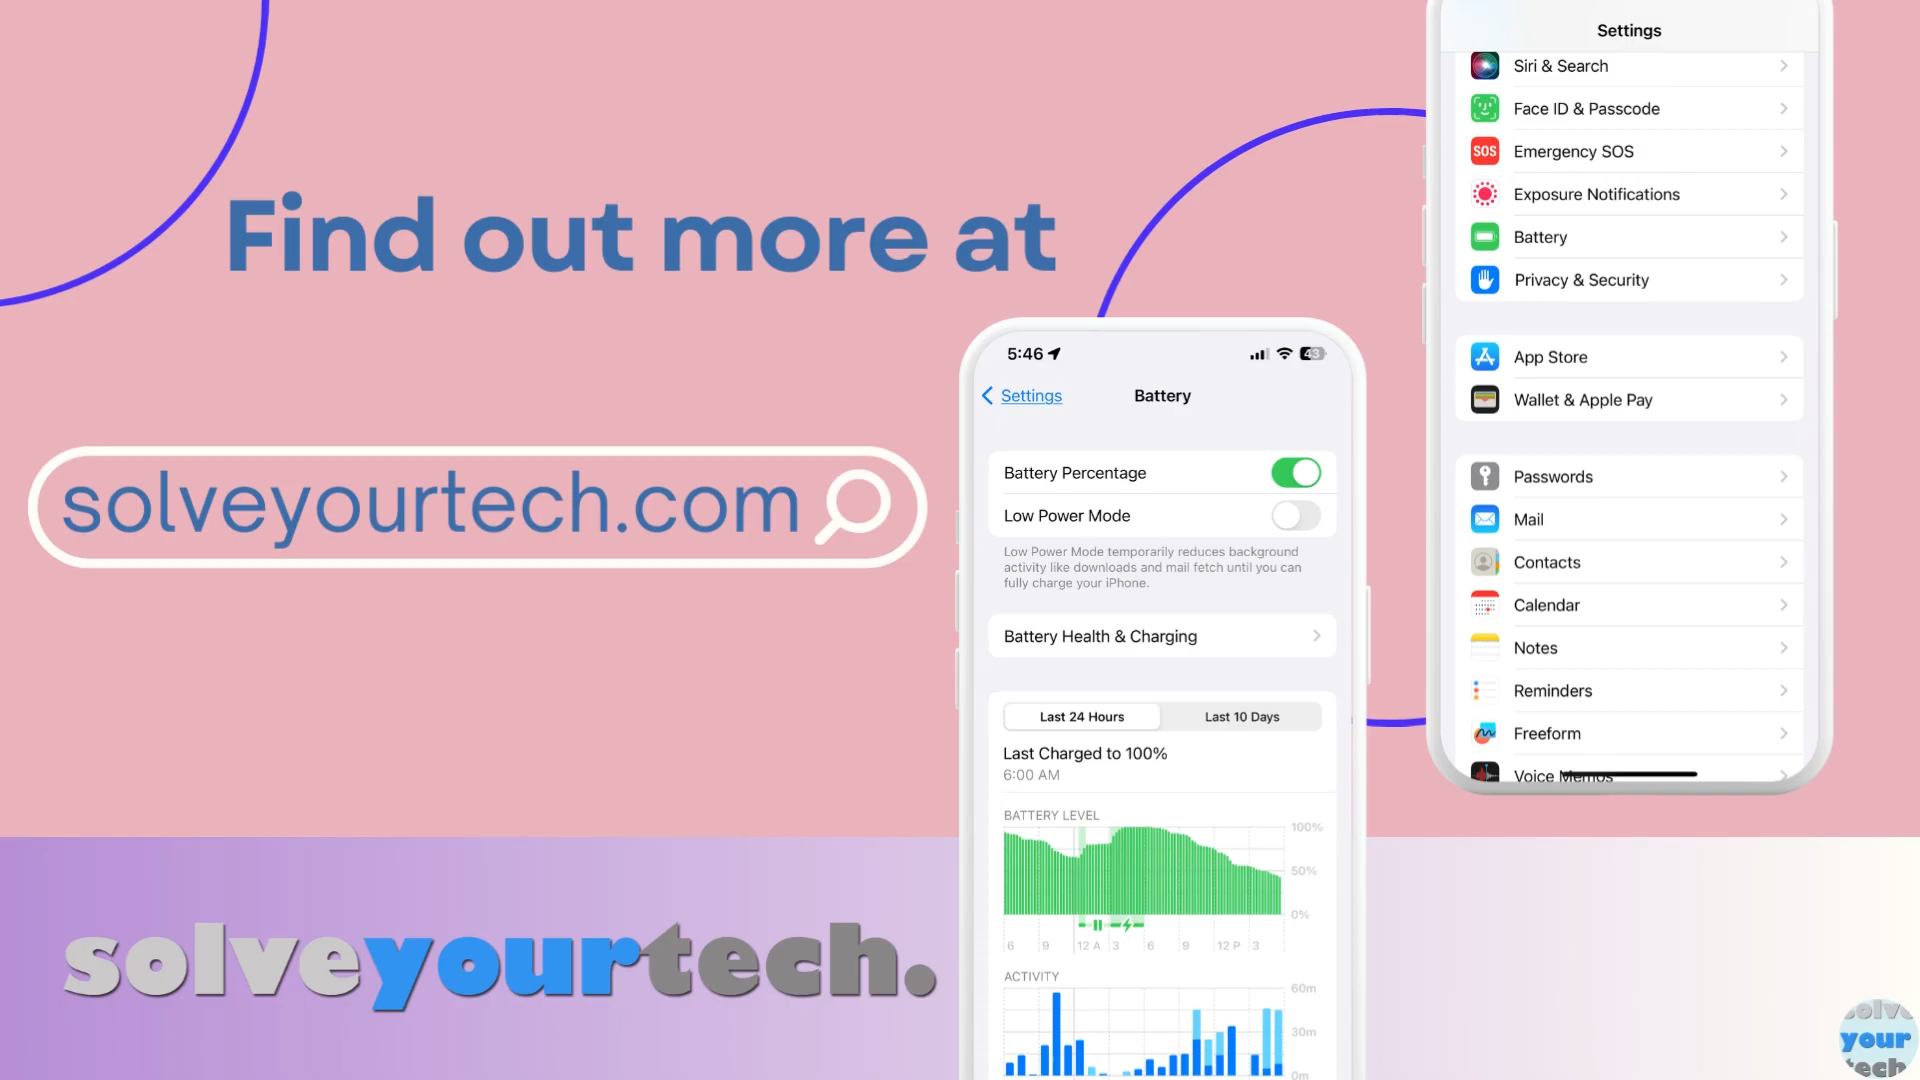 Find out more at
solveyourtech.com
solveyourtech.
5:46
43
Settings
Battery
Battery Percentage
Low Power Mode
Low Power Mode temporarily reduces background
activity like downloads and mail fetch until you can
fully charge your iPhone.
Battery Health & Charging
Last 24 Hours
Last 10 Days
Last Charged to 100%
6:00 AM
BATTERY LEVEL
100%
50%
0%
6 9 12 A 3 6 9 12 P 3
ACTIVITY
60m
30m
0m
Settings
Siri & Search
Face ID & Passcode
SOS Emergency SOS
Exposure Notifications
Battery
Privacy & Security
App Store
Wallet & Apple Pay
Passwords
Mail
Contacts
Calendar
Notes
Reminders
Freeform
Voice Memos
solve
your
tech